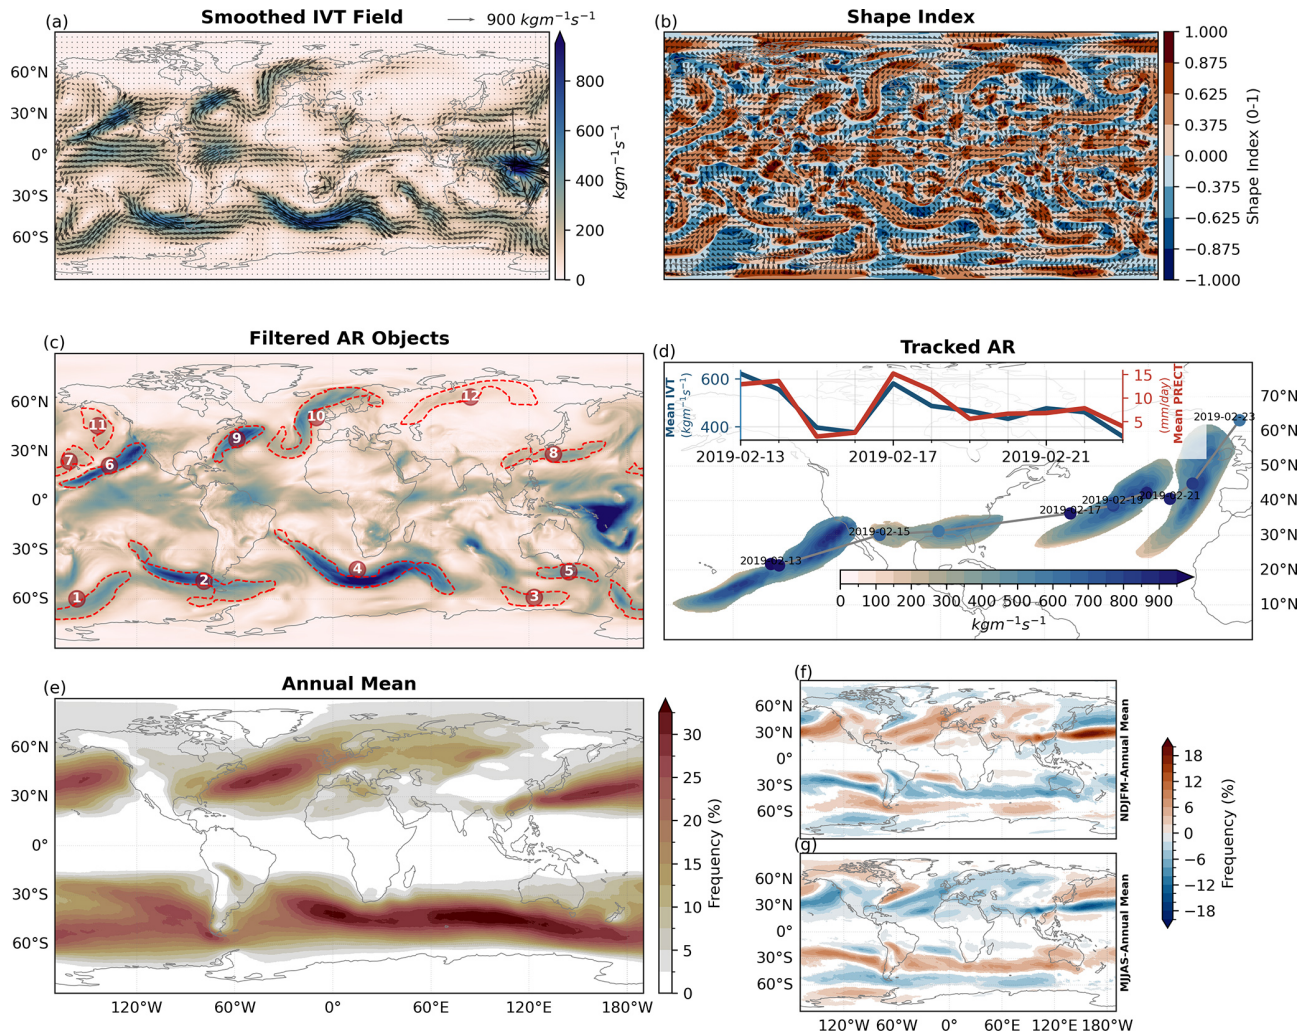 (a)
Smoothed IVT Field
900 kgm⁻¹s⁻¹
60°N
30°N
0°
30°S
60°S
800
600
400
200
0
kgm⁻¹s⁻¹
(b)
Shape Index
1.000
0.875
0.625
0.375
0.000
−0.375
−0.625
−0.875
−1.000
Shape Index (0-1)
(c)
Filtered AR Objects
60°N
30°N
0°
30°S
60°S
1
2
3
4
5
6
7
8
9
10
11
12
(d)
Tracked AR
600
400
Mean IVT
(kgm⁻¹s⁻¹)
15
10
5
(mm/day)
Mean PRECT
2019-02-13
2019-02-17
2019-02-21
2019-02-13
2019-02-15
2019-02-17
2019-02-19
2019-02-21
2019-02-23
70°N
60°N
50°N
40°N
30°N
20°N
10°N
0 100 200 300 400 500 600 700 800 900
kgm⁻¹s⁻¹
(e)
Annual Mean
60°N
30°N
0°
30°S
60°S
120°W 60°W 0° 60°E 120°E 180°W
30
25
20
15
10
5
0
Frequency (%)
(f)
60°N
30°N
0°
30°S
60°S
NDJFM-Annual Mean
(g)
60°N
30°N
0°
30°S
60°S
MJJAS-Annual Mean
120°W 60°W 0° 60°E 120°E 180°W
18
12
6
0
−6
−12
−18
Frequency (%)